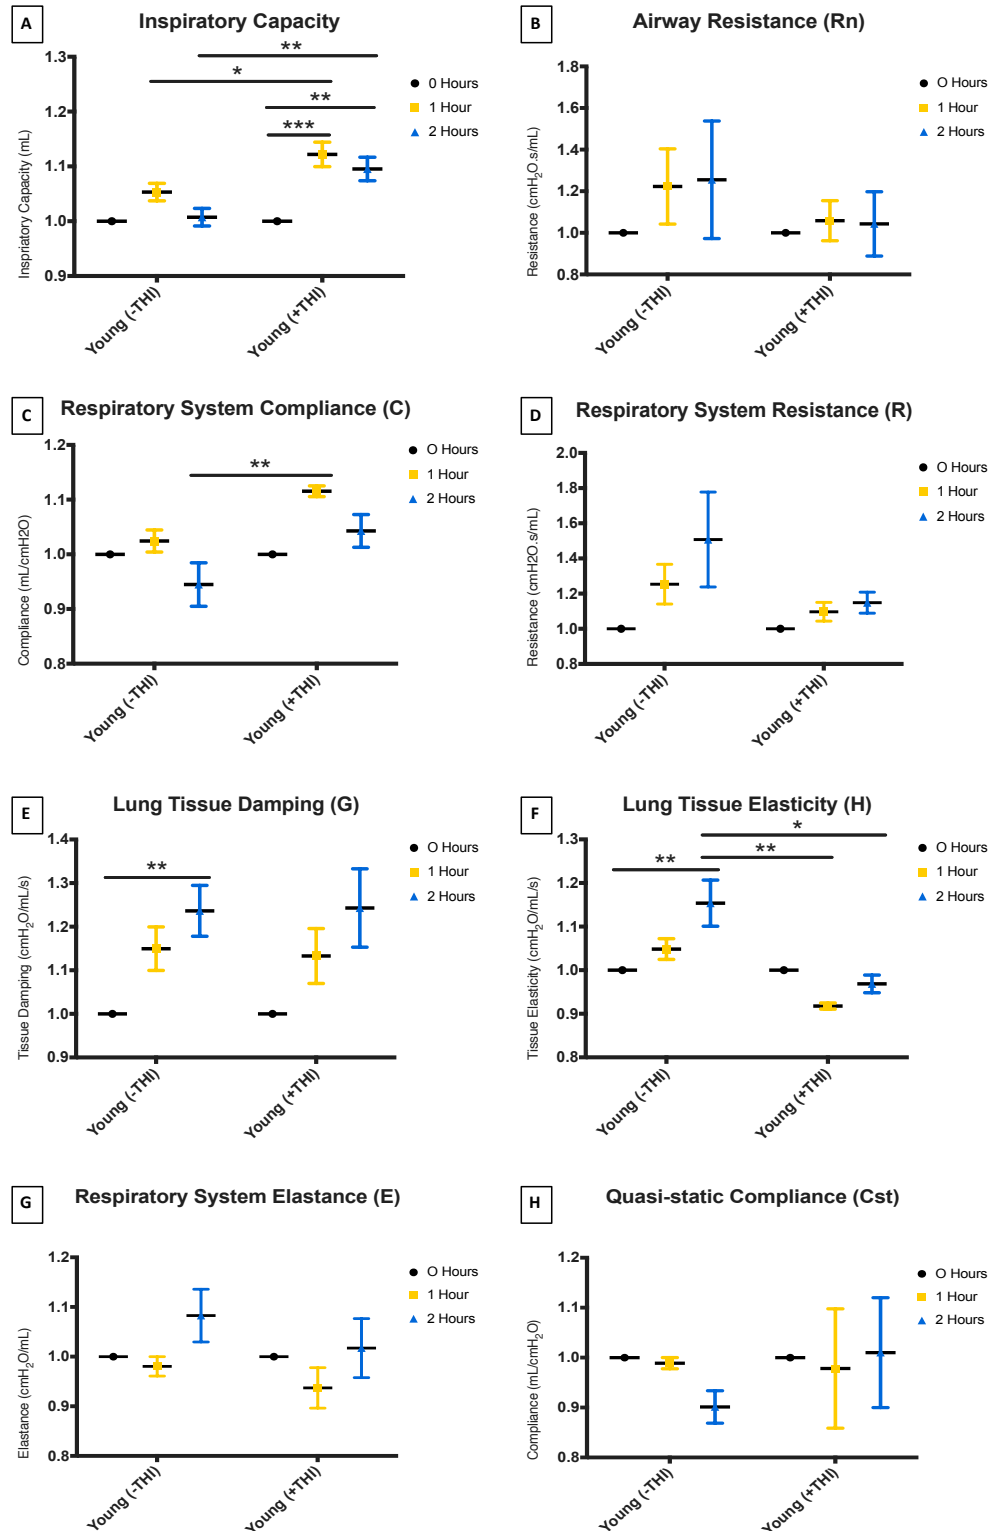 A
Inspiratory Capacity
**
*
**
***
1.3
1.2
1.1
1.0
0.9
Inspriatory Capacity (mL)
0 Hours
1 Hour
2 Hours
Young (-THI)
Young (+THI)
B
Airway Resistance (Rn)
1.8
1.6
1.4
1.2
1.0
0.8
Resistance (cmH2O.s/mL)
O Hours
1 Hour
2 Hours
Young (-THI)
Young (+THI)
C
Respiratory System Compliance (C)
**
1.2
1.1
1.0
0.9
0.8
Compliance (mL/cmH2O)
O Hours
1 Hour
2 Hours
Young (-THI)
Young (+THI)
D
Respiratory System Resistance (R)
2.0
1.8
1.6
1.4
1.2
1.0
0.8
Resistance (cmH2O.s/mL)
O Hours
1 Hour
2 Hours
Young (-THI)
Young (+THI)
E
Lung Tissue Damping (G)
**
1.4
1.3
1.2
1.1
1.0
0.9
Tissue Damping (cmH2O/mL/s)
O Hours
1 Hour
2 Hours
Young (-THI)
Young (+THI)
F
Lung Tissue Elasticity (H)
*
**
**
1.3
1.2
1.1
1.0
0.9
0.8
Tissue Elasticity (cmH2O/mL/s)
O Hours
1 Hour
2 Hours
Young (-THI)
Young (+THI)
G
Respiratory System Elastance (E)
1.2
1.1
1.0
0.9
0.8
Elastance (cmH2O/mL)
O Hours
1 Hour
2 Hours
Young (-THI)
Young (+THI)
H
Quasi-static Compliance (Cst)
1.2
1.1
1.0
0.9
0.8
Compliance (mL/cmH2O)
O Hours
1 Hour
2 Hours
Young (-THI)
Young (+THI)